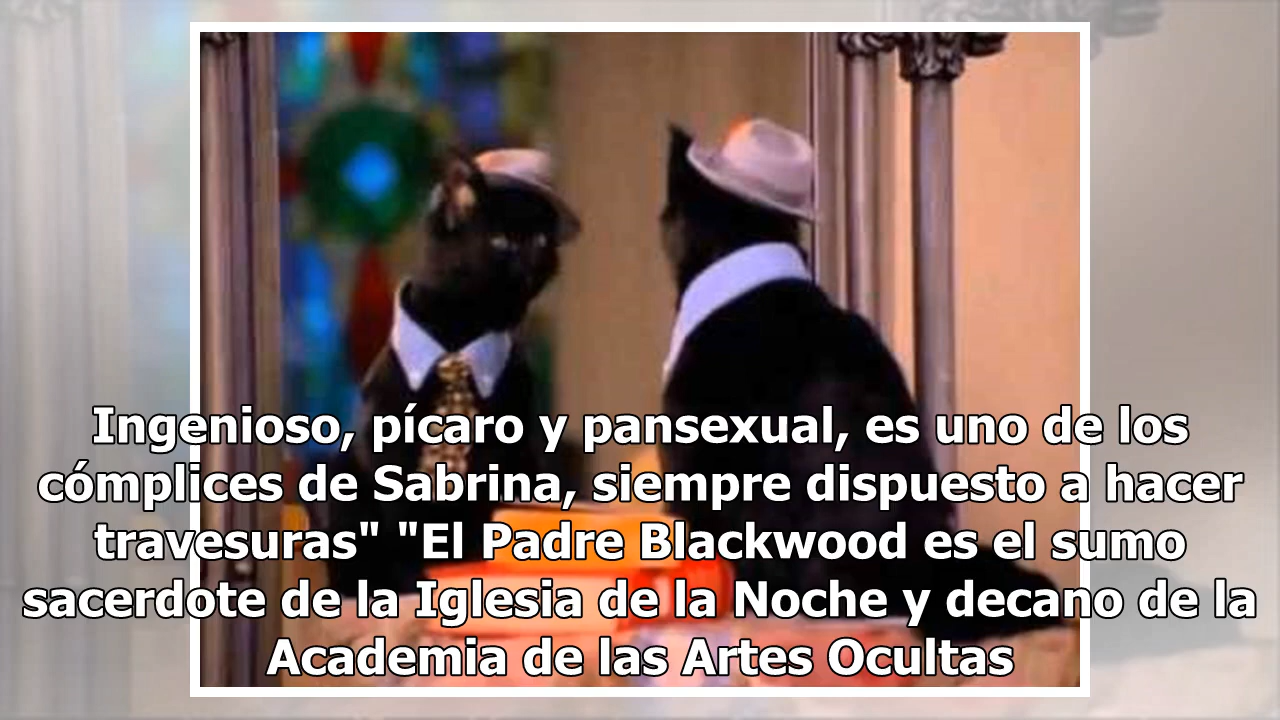 Ingenioso, pícaro y pansexual, es uno de los
cómplices de Sabrina, siempre dispuesto a hacer
travesuras" "El Padre Blackwood es el sumo
sacerdote de la Iglesia de la Noche y decano de la
Academia de las Artes Ocultas